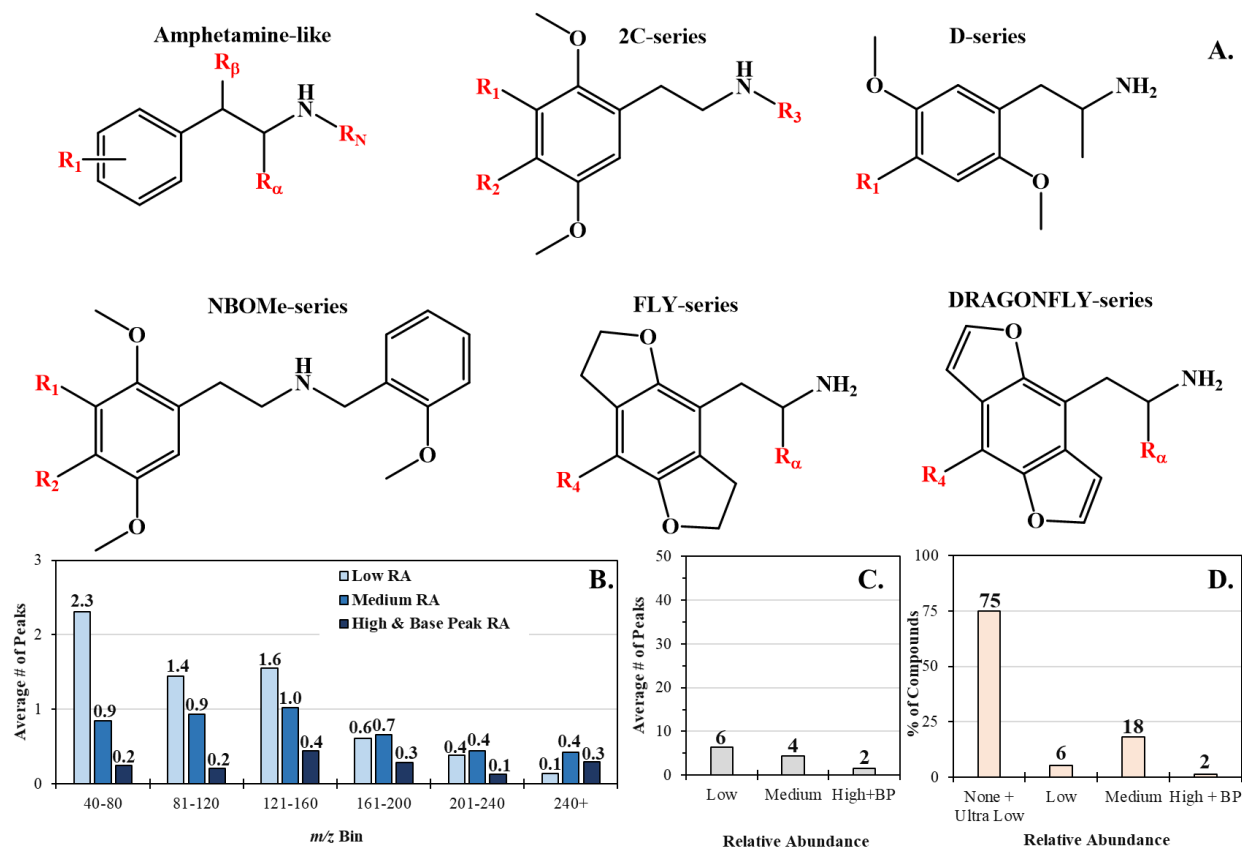 Amphetamine-like
R₁
Rβ
H
N
Rα
R_N
2C-series
O
R₁
R₂
O
H
N
R₃
D-series
O
NH₂
R₁
O
A.
NBOMe-series
O
R₁
R₂
O
H
N
O
FLY-series
O
NH₂
Rα
R₄
O
DRAGONFLY-series
O
NH₂
Rα
R₄
O
B.
Average # of Peaks
3
2
1
0
Low RA
Medium RA
High & Base Peak RA
2.3 0.9 0.2
1.4 0.9 0.2
1.6 1.0 0.4
0.6 0.7 0.3
0.4 0.4 0.1
0.1 0.4 0.3
40-80 81-120 121-160 161-200 201-240 240+
m/z Bin
C.
Average # of Peaks
50
40
30
20
10
0
6 4 2
Low Medium High+BP
Relative Abundance
D.
% of Compounds
100
75
50
25
0
75 6 18 2
None +
Ultra Low
Low Medium High + BP
Relative Abundance